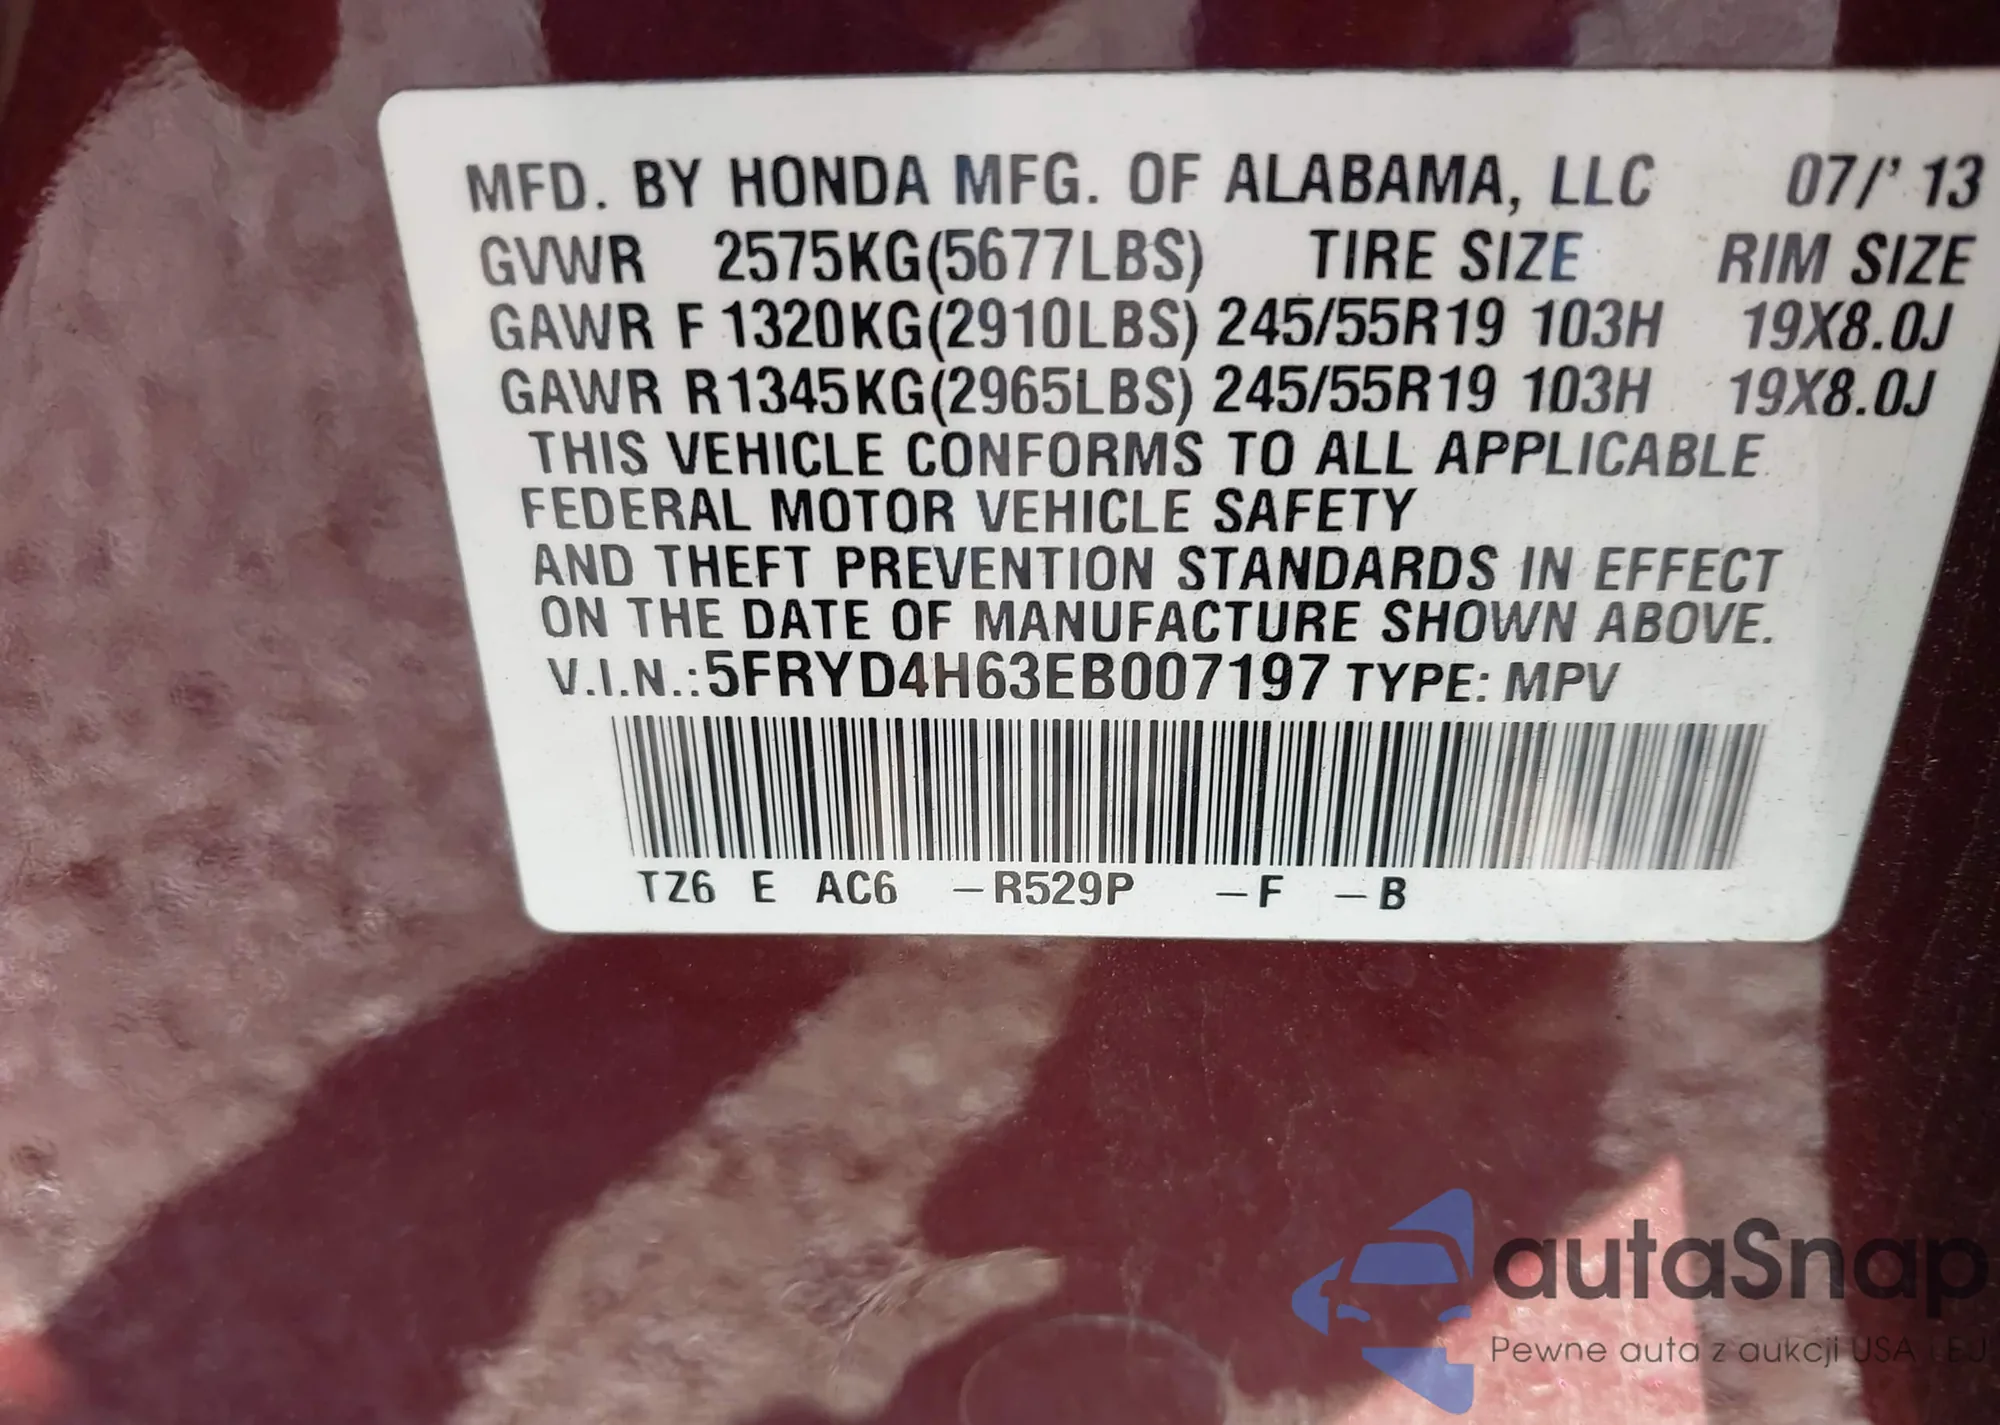 MFD. BY HONDA MFG. OF ALABAMA, LLC 07/' 13
GVWR 2575KG(5677LBS) TIRE SIZE RIM SIZE
GAWR F 1320KG(2910LBS) 245/55R19 103H 19X8.0J
GAWR R 1345KG(2965LBS) 245/55R19 103H 19X8.0J
THIS VEHICLE CONFORMS TO ALL APPLICABLE
FEDERAL MOTOR VEHICLE SAFETY
AND THEFT PREVENTION STANDARDS IN EFFECT
ON THE DATE OF MANUFACTURE SHOWN ABOVE.
V.I.N.:5FRYD4H63EB007197 TYPE: MPV
TZ6 E AC6 –R529P –F –B
autaSnap
Pewne auta z aukcji USA i EU